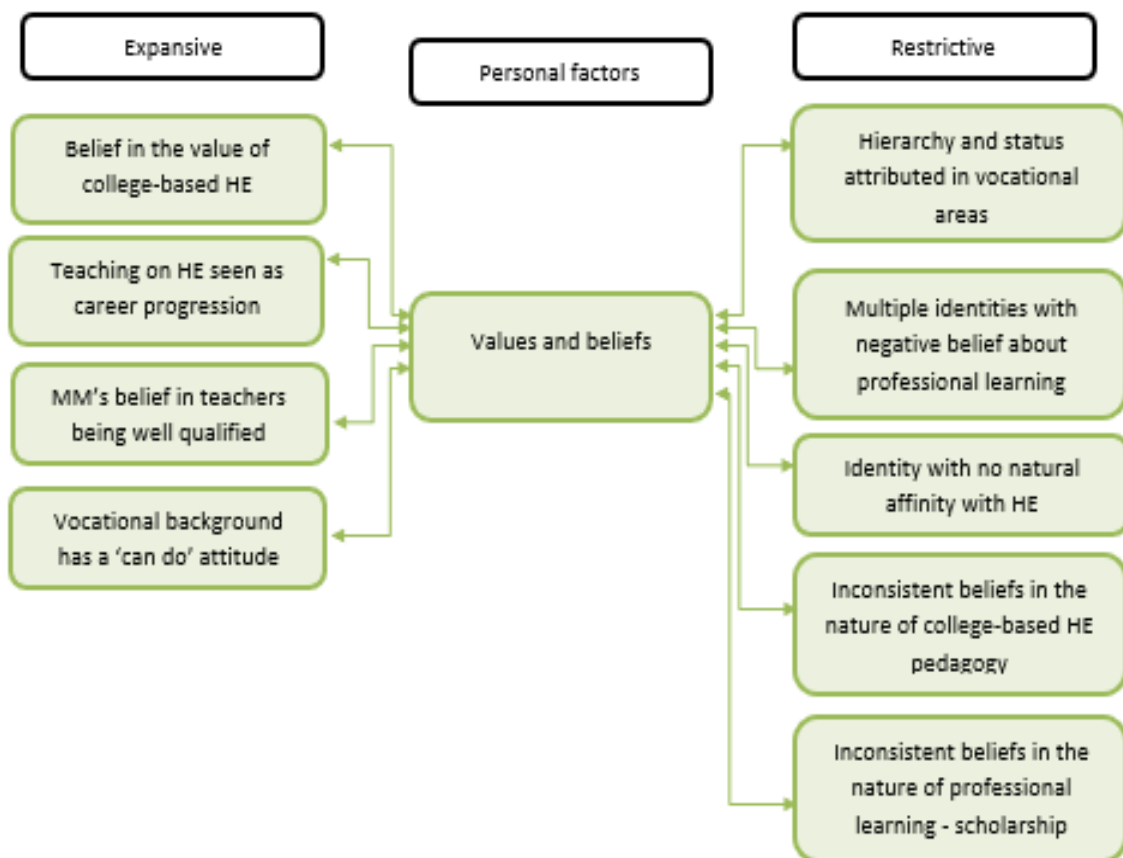 Expansive
Personal factors
Restrictive
Belief in the value of
college-based HE
Teaching on HE seen as
career progression
MM's belief in teachers
being well qualified
Vocational background
has a ‘can do’ attitude
Values and beliefs
Hierarchy and status
attributed in vocational
areas
Multiple identities with
negative belief about
professional learning
Identity with no natural
affinity with HE
Inconsistent beliefs in the
nature of college-based HE
pedagogy
Inconsistent beliefs in the
nature of professional
learning - scholarship